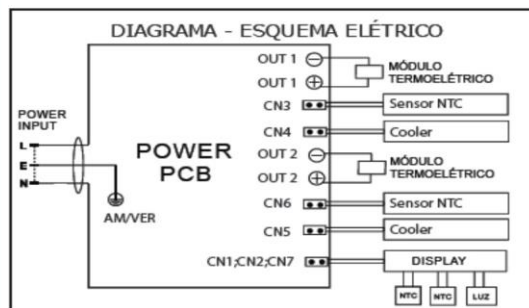 DIAGRAMA - ESQUEMA ELÉTRICO
OUT 1
OUT 1
MÓDULO
TERMOELÉTRICO
CN3
Sensor NTC
CN4
Cooler
OUT 2
OUT 2
MÓDULO
TERMOELÉTRICO
CN6
Sensor NTC
CN5
Cooler
CN1;CN2;CN7
DISPLAY
NTC
NTC
LUZ
POWER
INPUT
L
E
N
AM/VER
POWER
PCB